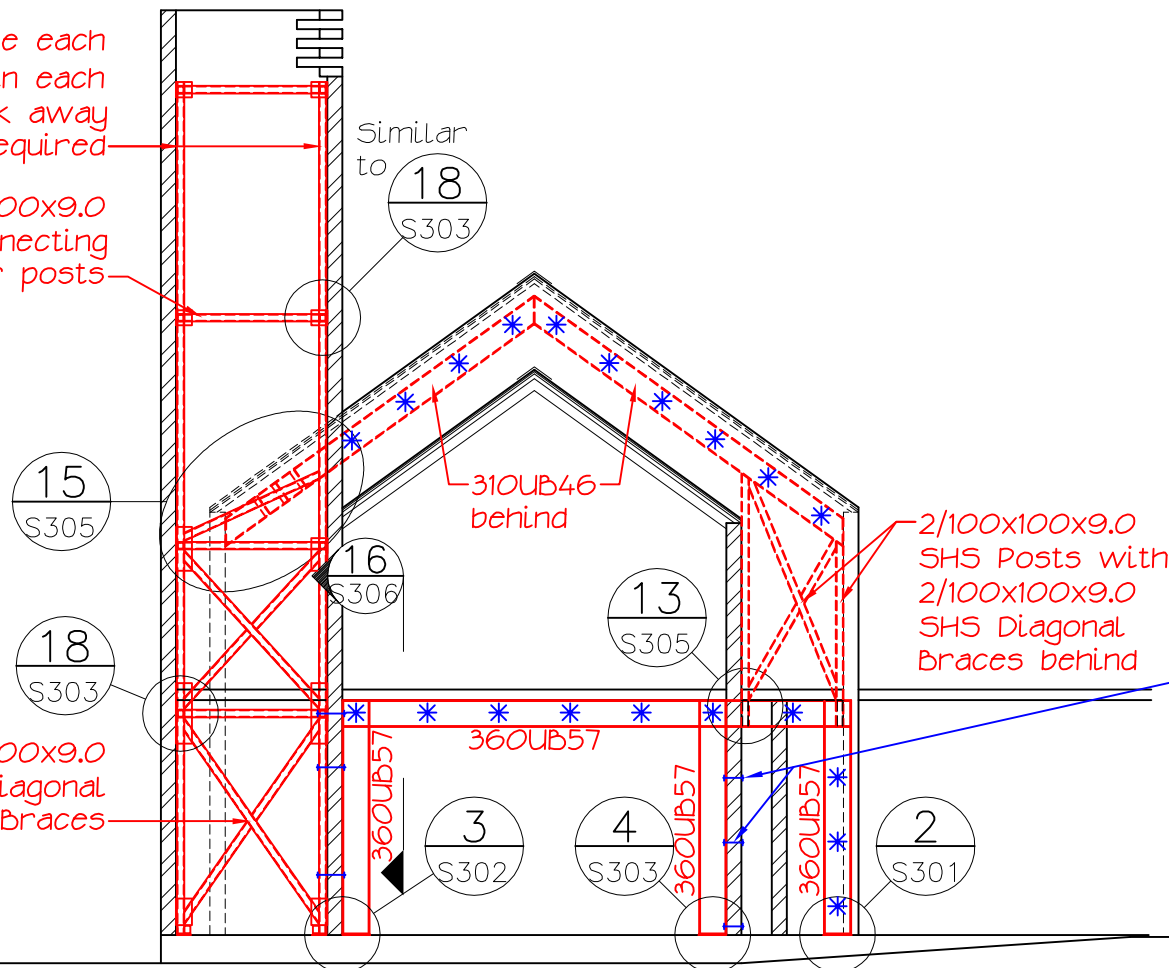 e each
n each
k away
equired
Similar
to
18
S303
00x9.0
nnecting
r posts
15
S305
310UB46
behind
16
S306
13
S305
2/100x100x9.0
SHS Posts with
2/100x100x9.0
SHS Diagonal
Braces behind
18
S303
360UB57
00x9.0
iagonal
Braces
360UB57
360UB57
360UB57
3
S302
4
S303
2
S301